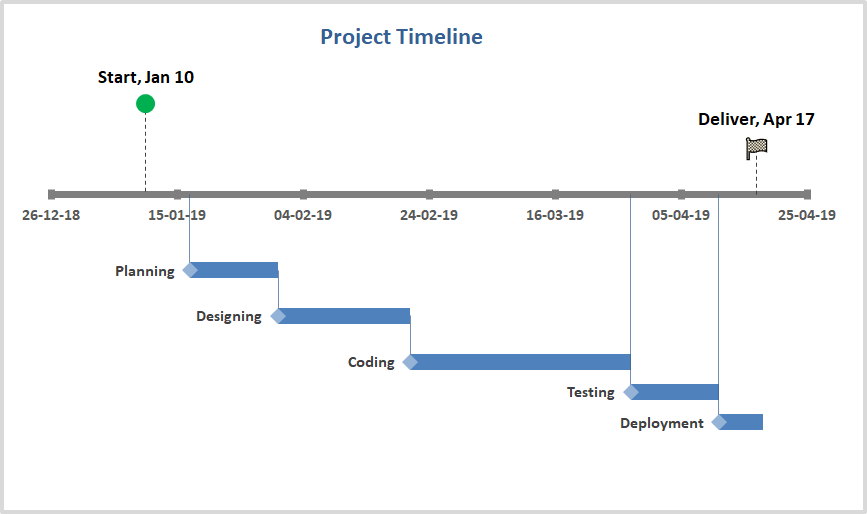 Project Timeline
Start, Jan 10
Deliver, Apr 17
26-12-18 15-01-19 04-02-19 24-02-19 16-03-19 05-04-19 25-04-19
Planning
Designing
Coding
Testing
Deployment